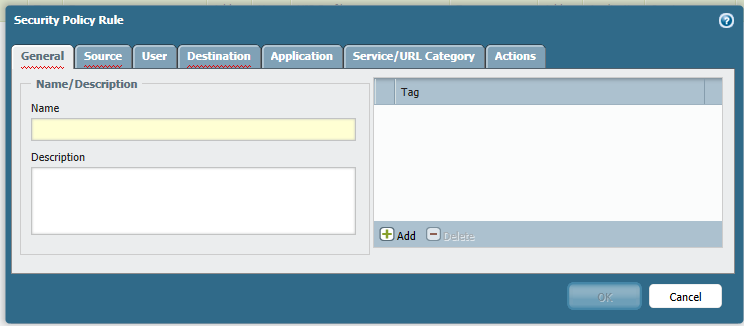 Security Policy Rule
General Source User Destination Application Service/URL Category Actions
Name/Description
Name
Description
Tag
Add Delete
OK Cancel